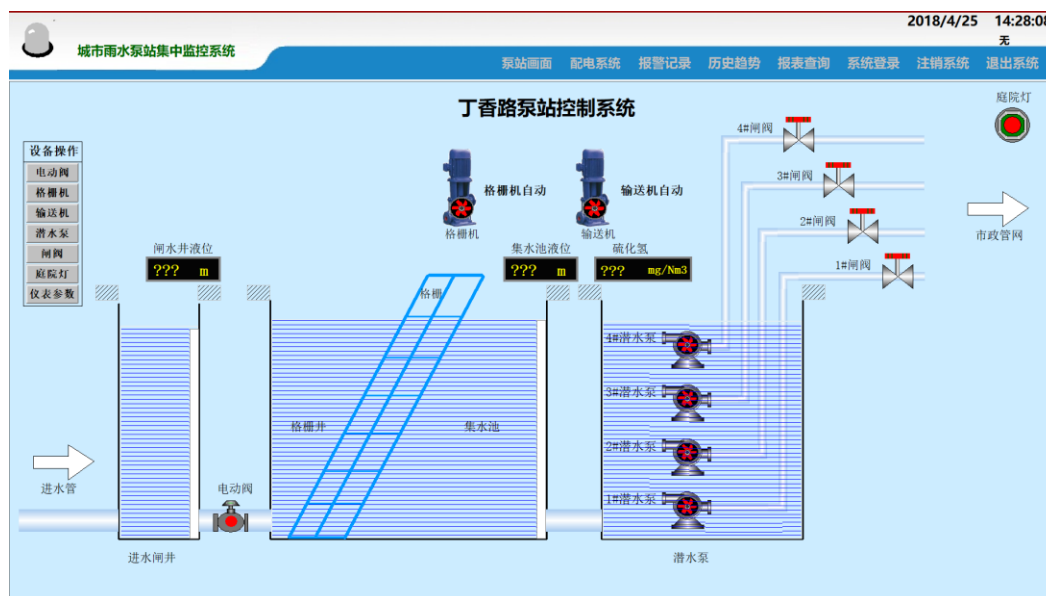 2018/4/25 14:28:08
无
城市雨水泵站集中监控系统
泵站画面 配电系统 报警记录 历史趋势 报表查询 系统登录 注销系统 退出系统
丁香路泵站控制系统
庭院灯
4#闸阀
设备操作
电动阀
格栅机
输送机
潜水泵
闸阀
庭院灯
仪表参数
3#闸阀
格栅机自动
输送机自动
2#闸阀
市政管网
格栅机
输送机
闸水井液位
集水池液位
硫化氢
1#闸阀
??? m
??? m
??? mg/Nm3
格栅
4#潜水泵
3#潜水泵
格栅井
集水池
2#潜水泵
进水管
电动阀
1#潜水泵
进水闸井
潜水泵